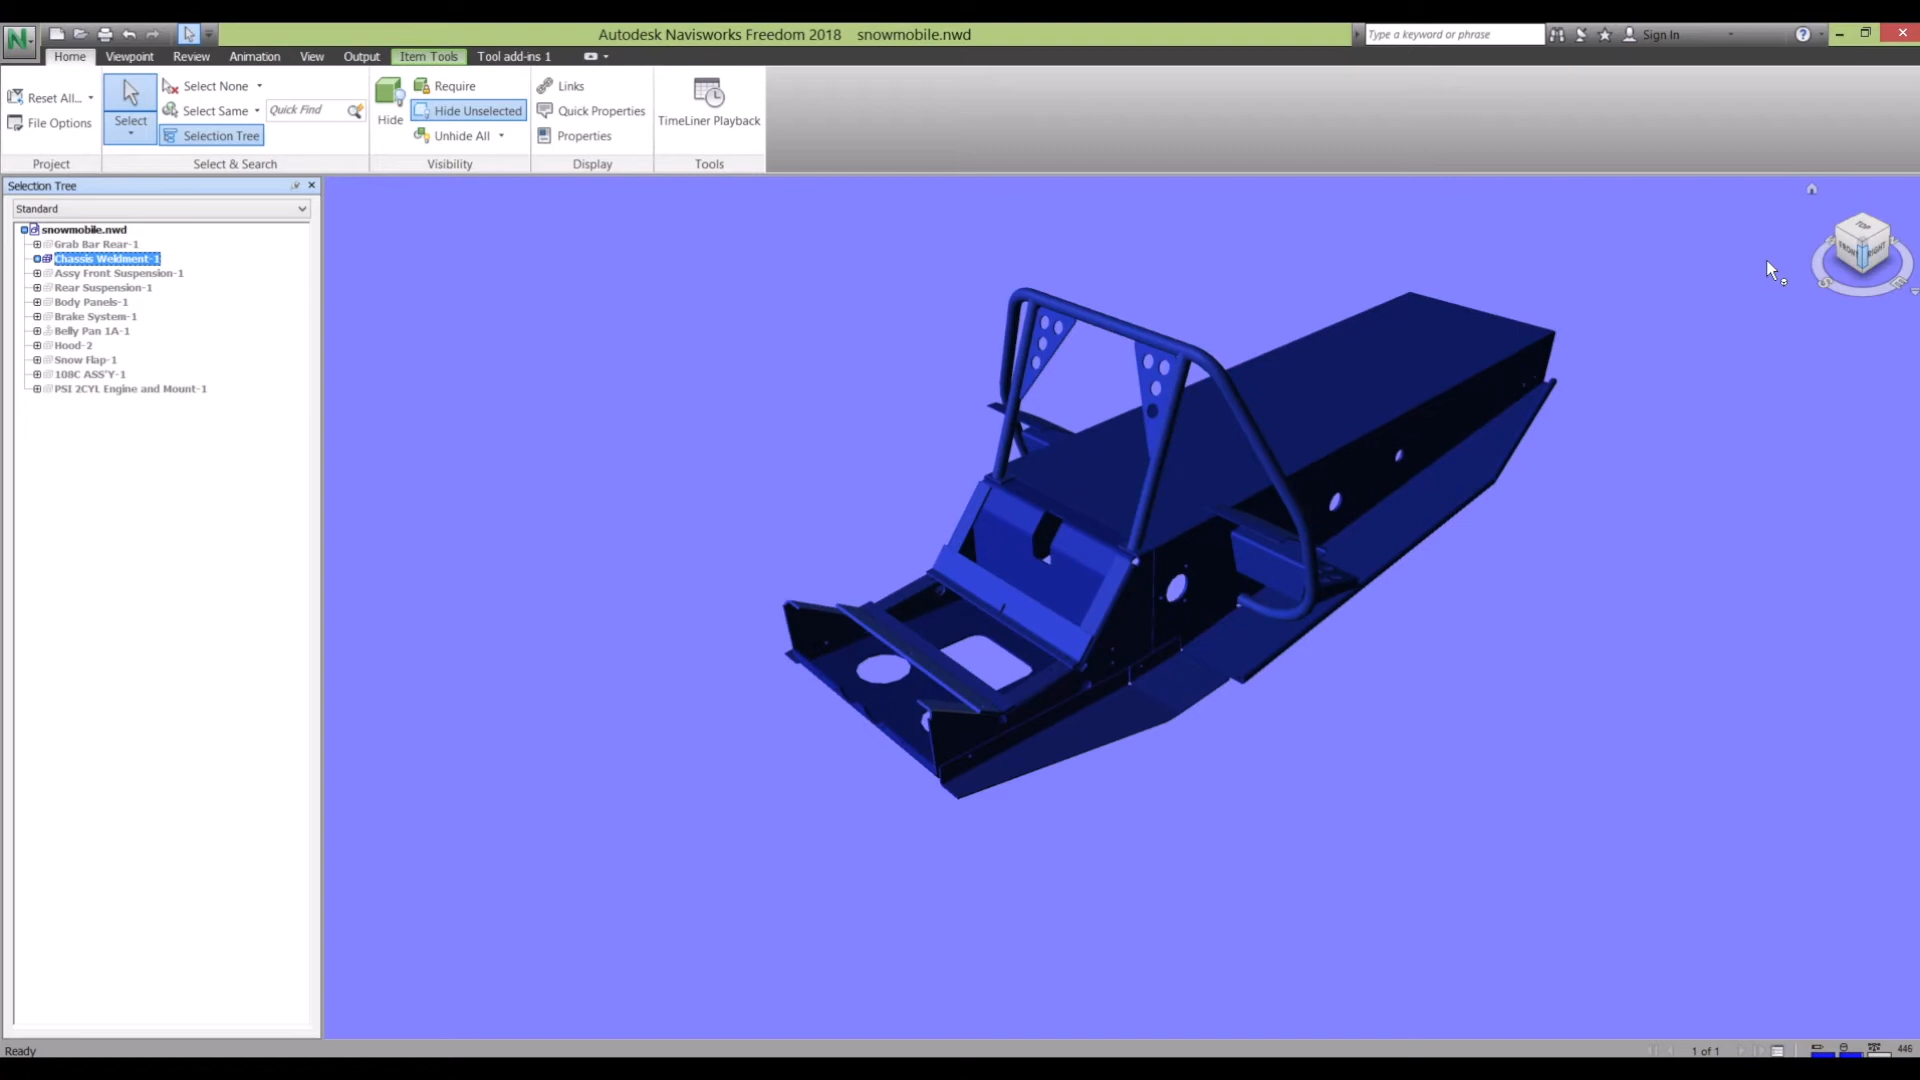 Autodesk Navisworks Freedom 2018 snowmobile.nwd
Type a keyword or phrase
Sign In
Home Viewpoint Review Animation View Output Item Tools Tool add-ins 1
Reset All...
File Options
Project
Select
Select None
Select Same
Selection Tree
Quick Find
Select & Search
Hide
Require
Hide Unselected
Unhide All
Visibility
Links
Quick Properties
Properties
Display
TimeLiner Playback
Tools
Selection Tree
Standard
snowmobile.nwd
Grab Bar Rear-1
Chassis Weldment-1
Assy Front Suspension-1
Rear Suspension-1
Body Panels-1
Brake System-1
Belly Pan 1A-1
Hood-2
Snow Flap-1
108C ASS'Y-1
PSI 2CYL Engine and Mount-1
TOP
FRONT
RIGHT
Ready
1 of 1
446